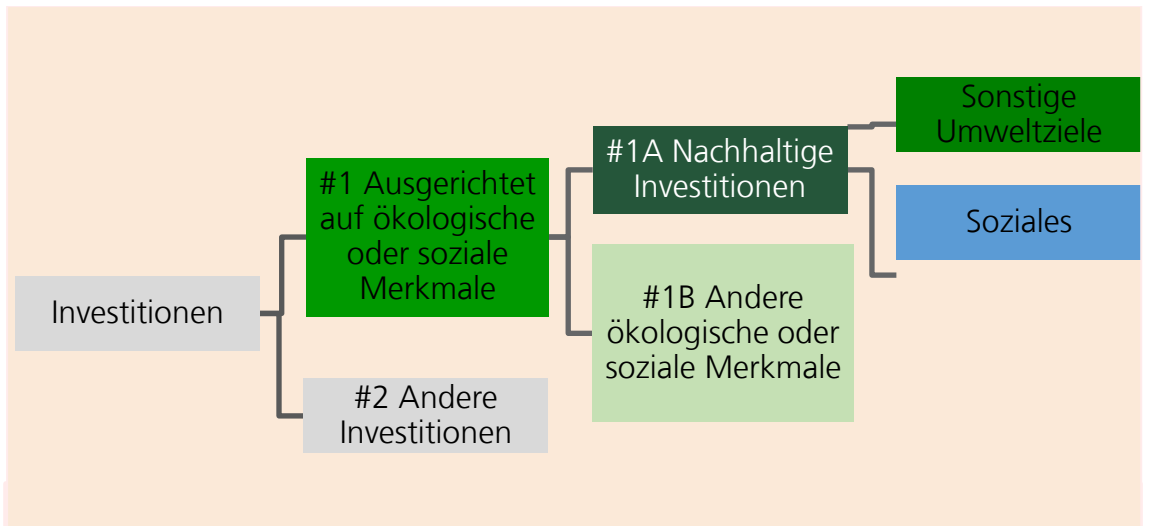 Investitionen
#1 Ausgerichtet
auf ökologische
oder soziale
Merkmale
#2 Andere
Investitionen
#1A Nachhaltige
Investitionen
#1B Andere
ökologische oder
soziale Merkmale
Sonstige
Umweltziele
Soziales